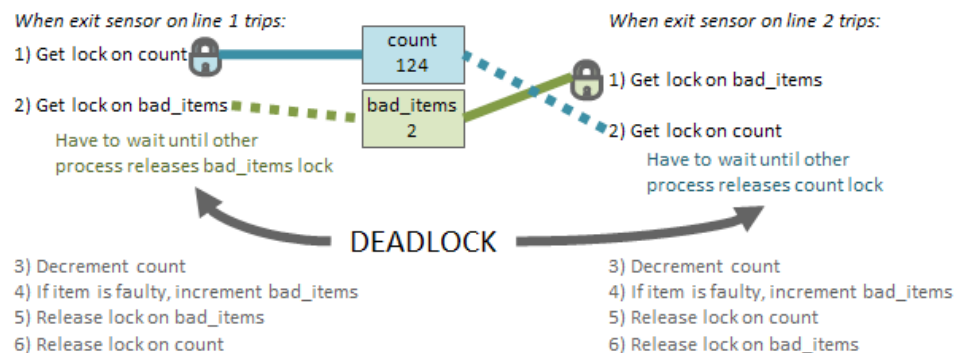 When exit sensor on line 1 trips:
1) Get lock on count
2) Get lock on bad_items
Have to wait until other
process releases bad_items lock
count
124
bad_items
2
When exit sensor on line 2 trips:
1) Get lock on bad_items
2) Get lock on count
Have to wait until other
process releases count lock
DEADLOCK
3) Decrement count
4) If item is faulty, increment bad_items
5) Release lock on bad_items
6) Release lock on count
3) Decrement count
4) If item is faulty, increment bad_items
5) Release lock on count
6) Release lock on bad_items